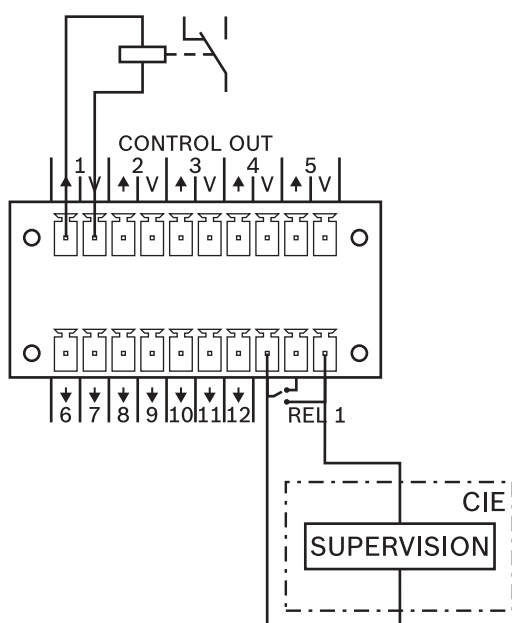 CONTROL OUT
1 V 2 V 3 V 4 V 5 V
6 7 8 9 10 11 12 REL 1
CIE
SUPERVISION